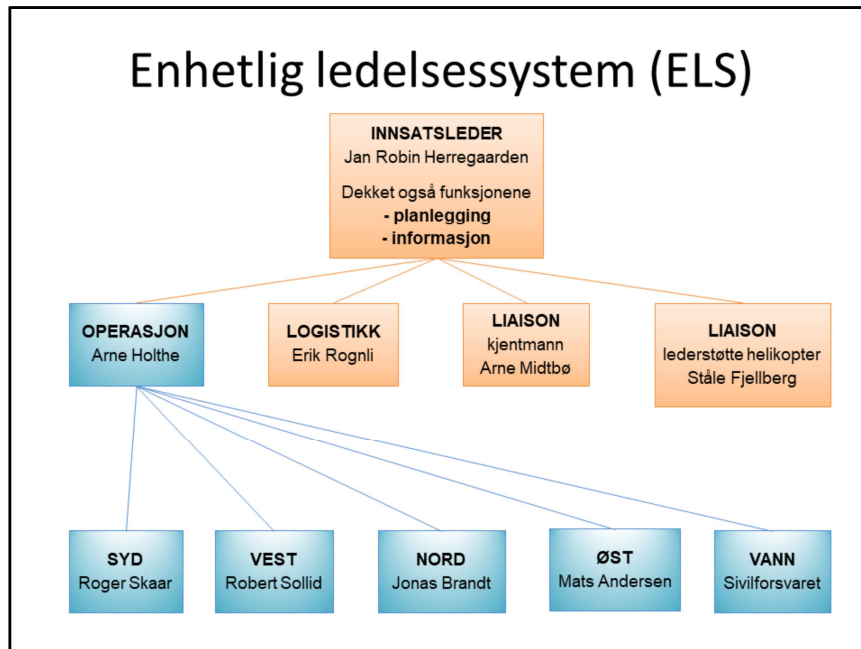 Enhetlig ledelsessystem (ELS)
INNSATSLEDER
Jan Robin Herregaarden
Dekket også funksjonene
- planlegging
- informasjon
OPERASJON
Arne Holthe
LOGISTIKK
Erik Rognli
LIAISON
kjentmann
Arne Midtbø
LIAISON
lederstøtte helikopter
Ståle Fjellberg
SYD
Roger Skaar
VEST
Robert Sollid
NORD
Jonas Brandt
ØST
Mats Andersen
VANN
Sivilforsvaret